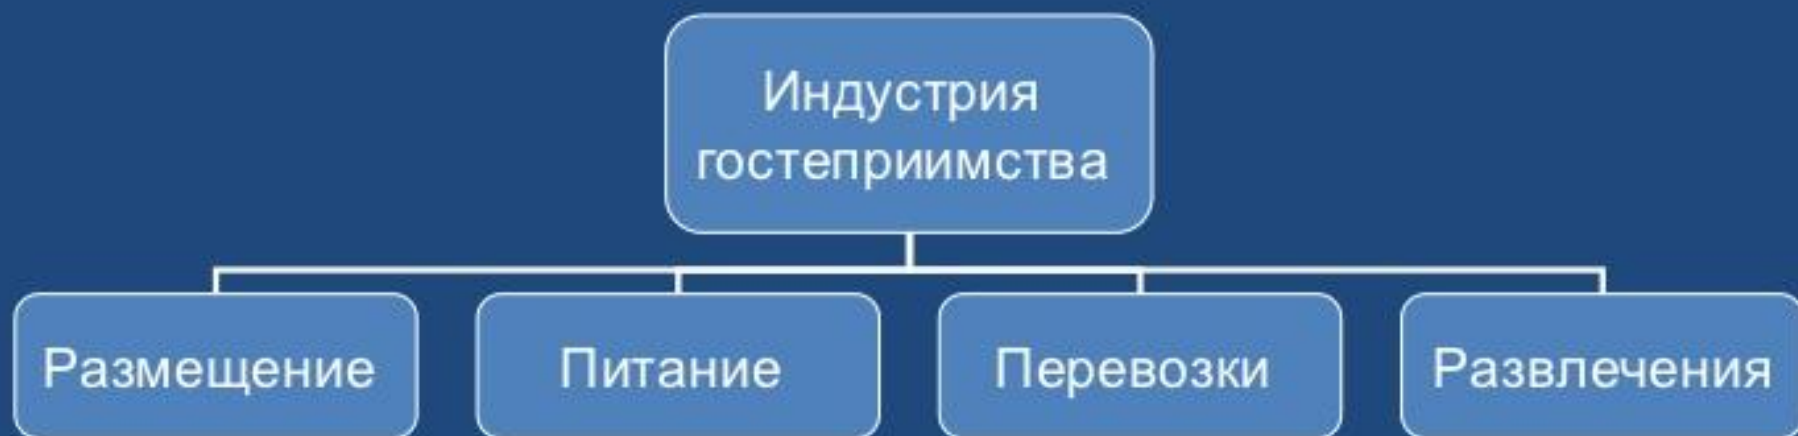 Индустрия
гостеприимства
Размещение
Питание
Перевозки
Развлечения